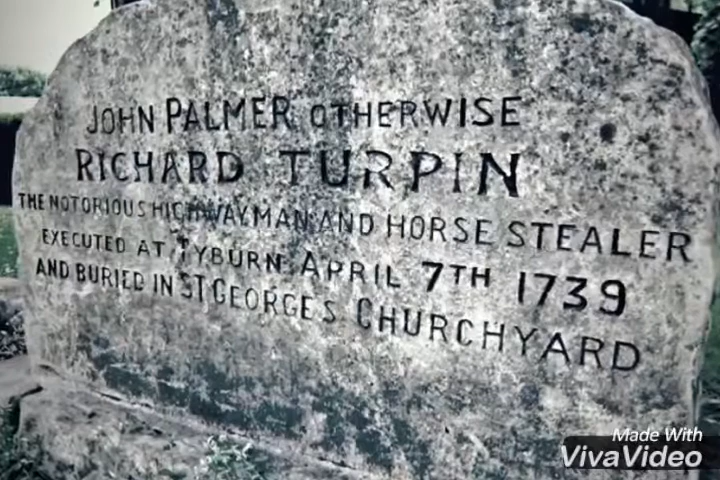 JOHN PALMER OTHERWISE
RICHARD TURPIN
THE NOTORIOUS HIGHWAYMAN AND HORSE STEALER
EXECUTED AT TYBURN APRIL 7TH 1739
AND BURIED IN ST GEORGES CHURCHYARD
Made With
VivaVideo